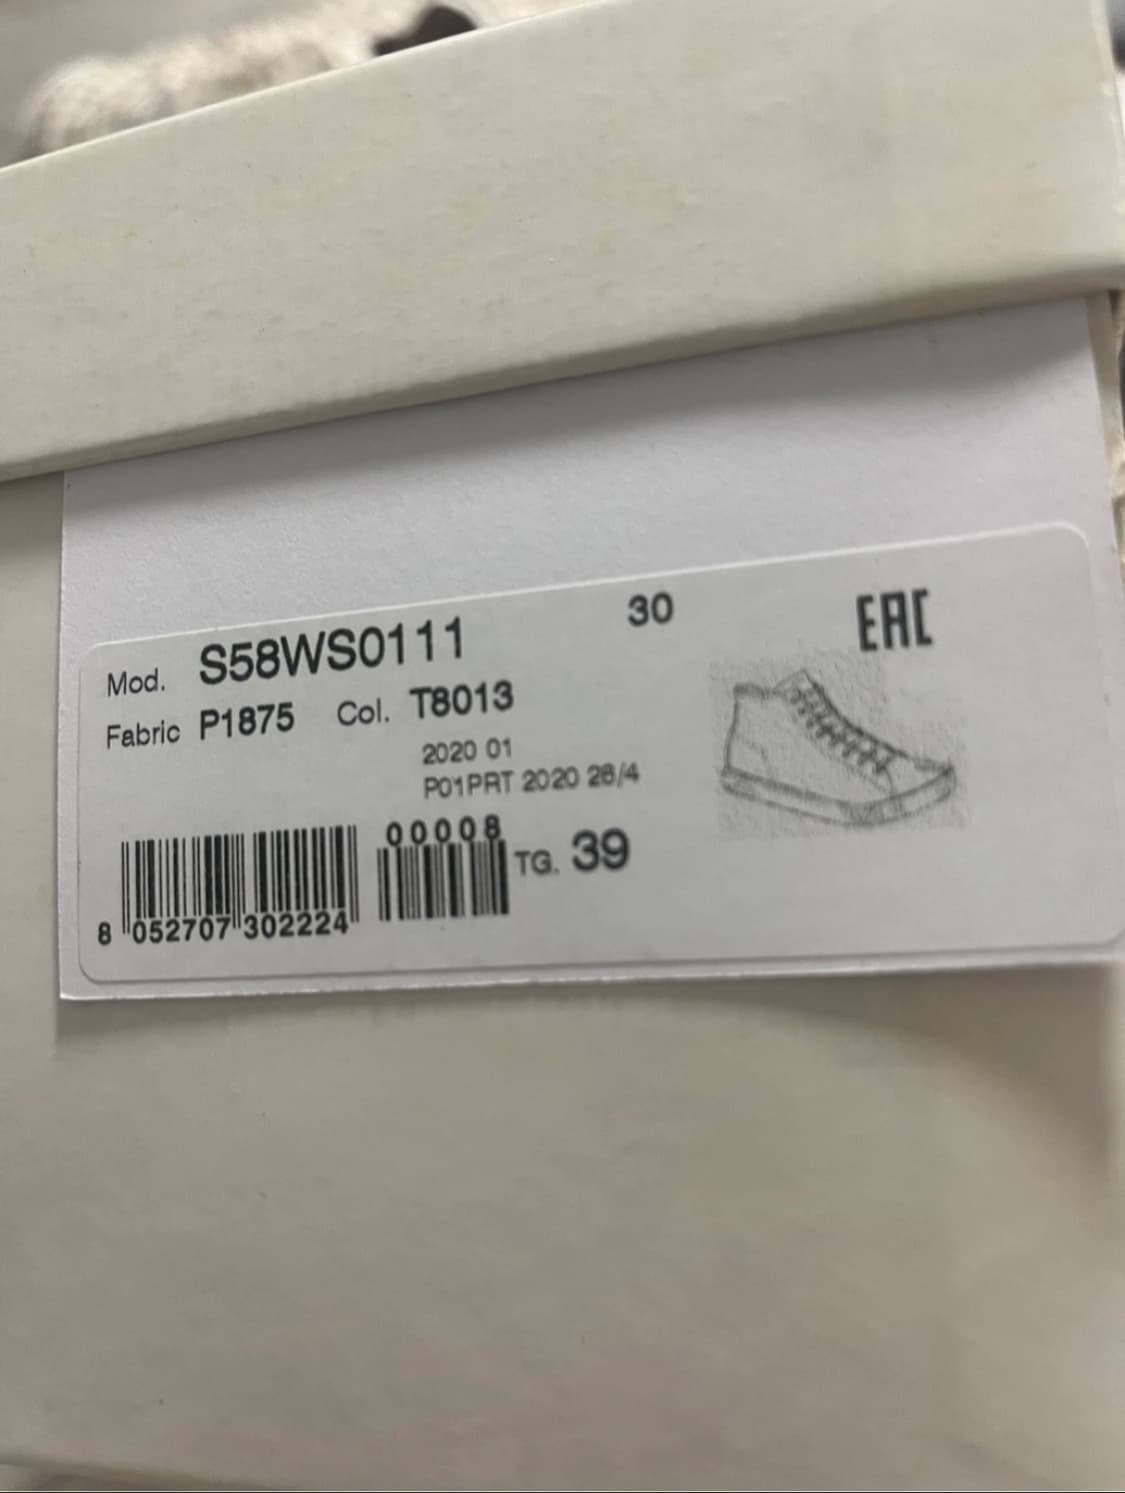 30
EAC
Mod. S58WS0111
Fabric P1875 Col. T8013
2020 01
P01PRT 2020 28/4
00008
TG. 39
8 052707 302224